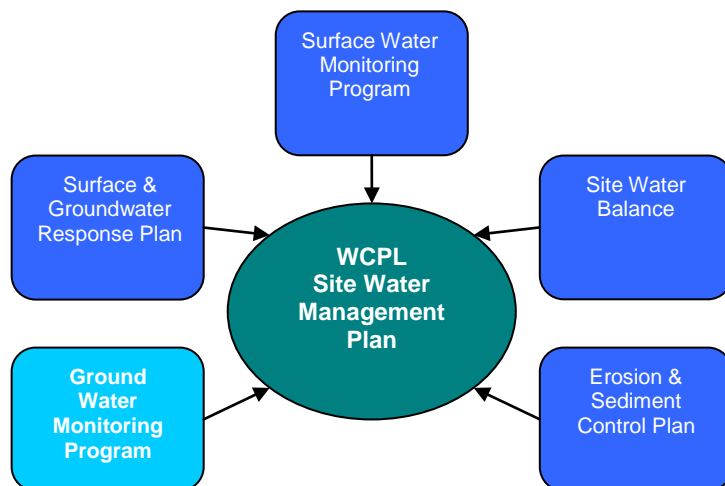 Surface Water
Monitoring
Program
Surface &
Groundwater
Response Plan
Site Water
Balance
WCPL
Site Water
Management
Plan
Ground
Water
Monitoring
Program
Erosion &
Sediment
Control Plan